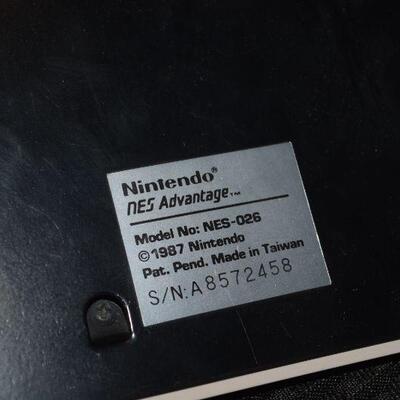 Nintendo®
NES Advantage™
Model No: NES-026
©1987 Nintendo
Pat. Pend. Made in Taiwan
S/N: A8572458